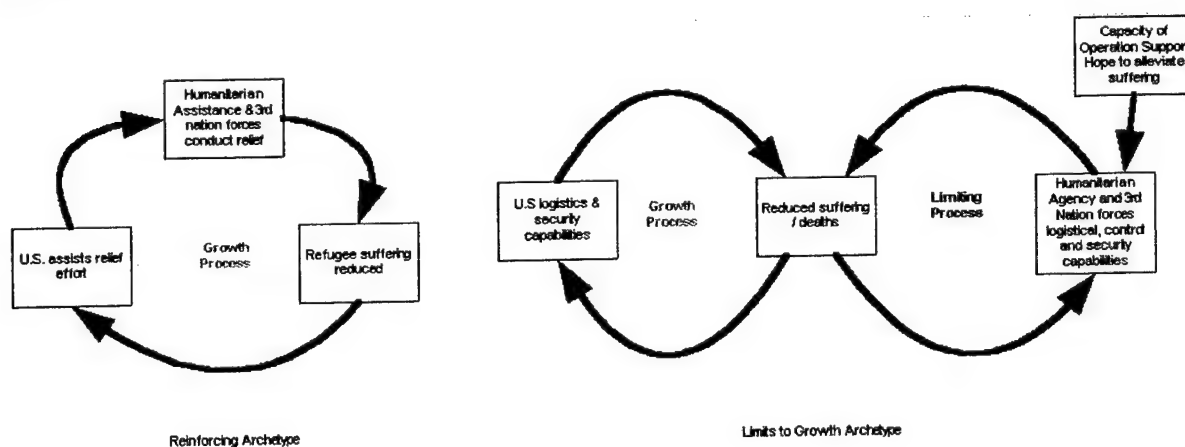 Humanitarian
Assistance & 3rd
nation forces
conduct relief
U.S. assists relief
effort
Growth
Process
Refugee suffering
reduced
Reinforcing Archetype
Capacity of
Operation Support
Hope to alleviate
suffering
U.S logistics &
security
capabilities
Growth
Process
Reduced suffering
/ deaths
Limiting
Process
Humanitarian
Agency and 3rd
Nation forces
logistical, control
and security
capabilities
Limits to Growth Archetype